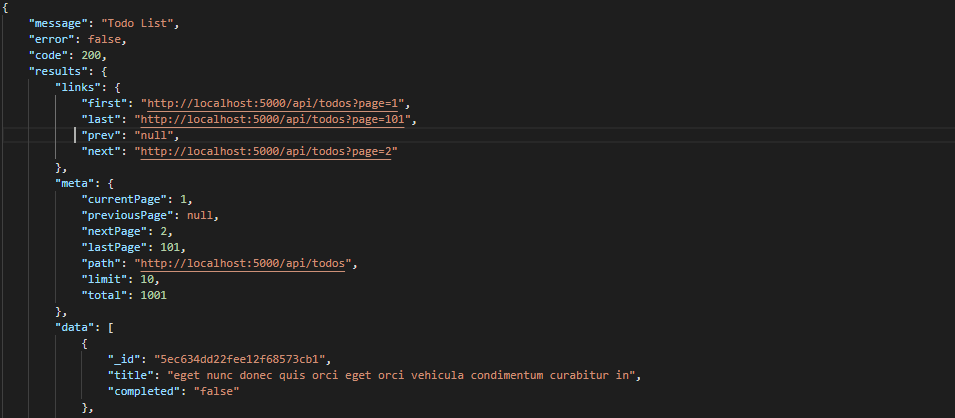 {
"message": "Todo List",
"error": false,
"code": 200,
"results": {
"links": {
"first": "http://localhost:5000/api/todos?page=1",
"last": "http://localhost:5000/api/todos?page=101",
"prev": "null",
"next": "http://localhost:5000/api/todos?page=2"
},
"meta": {
"currentPage": 1,
"previousPage": null,
"nextPage": 2,
"lastPage": 101,
"path": "http://localhost:5000/api/todos",
"limit": 10,
"total": 1001
},
"data": [
{
"_id": "5ec634dd22fee12f68573cb1",
"title": "eget nunc donec quis orci eget orci vehicula condimentum curabitur in",
"completed": "false"
},